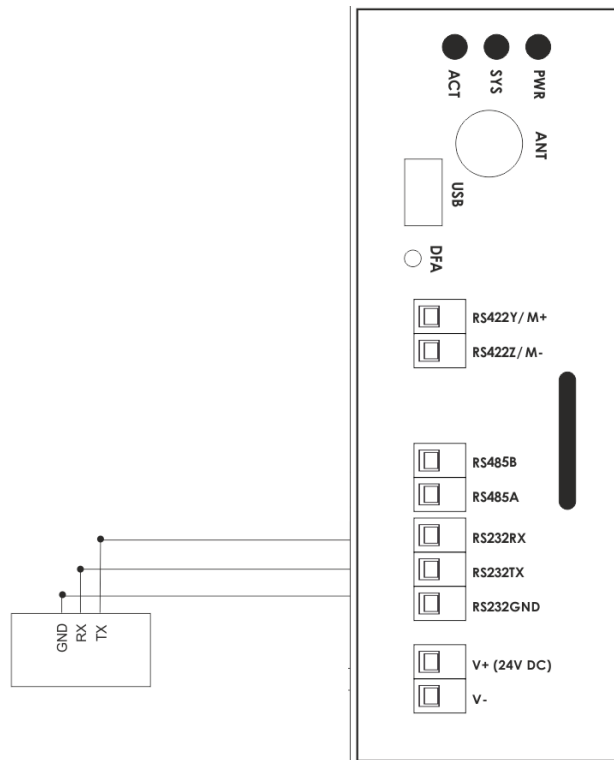 ACT
SYS
PWR
ANT
USB
DFA
RS422Y/ M+
RS422Z/ M-
RS485B
RS485A
RS232RX
RS232TX
RS232GND
V+ (24V DC)
V-
GND
RX
TX